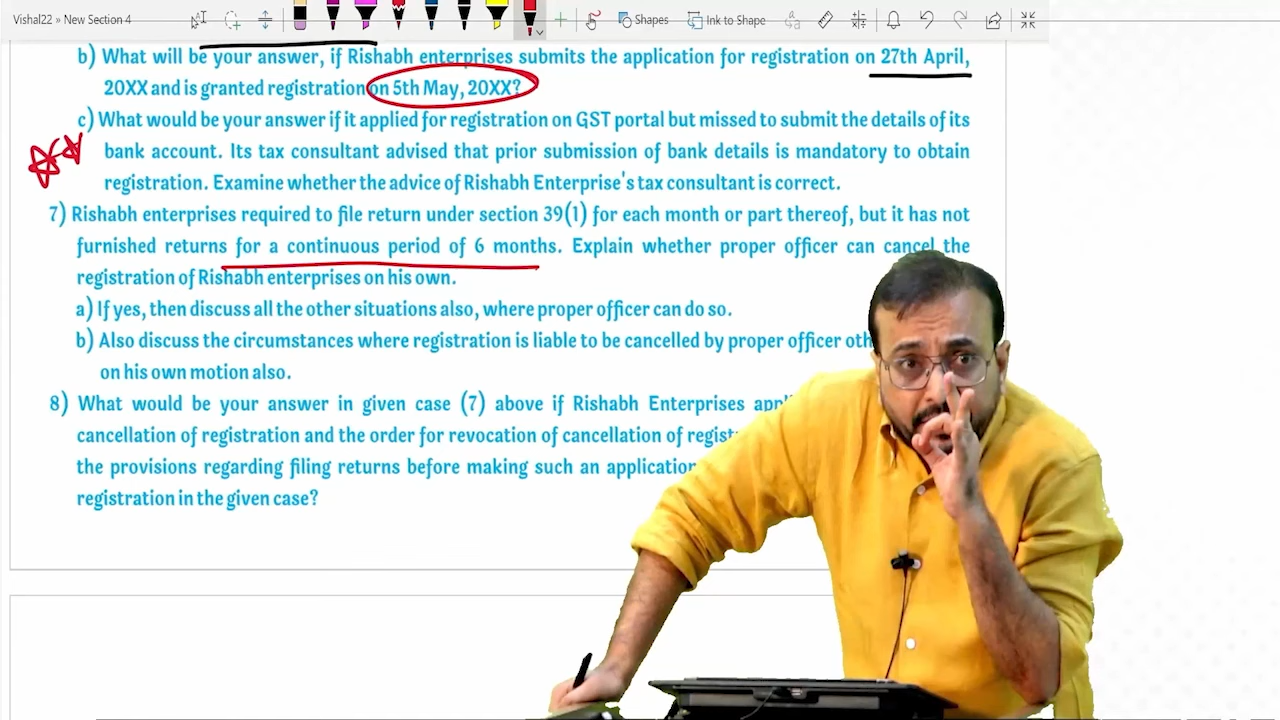 Vishal22 » New Section 4
Shapes
Ink to Shape
b) What will be your answer, if Rishabh enterprises submits the application for registration on 27th April,
20XX and is granted registration on 5th May, 20XX?
c) What would be your answer if it applied for registration on GST portal but missed to submit the details of its
bank account. Its tax consultant advised that prior submission of bank details is mandatory to obtain
registration. Examine whether the advice of Rishabh Enterprise's tax consultant is correct.
7) Rishabh enterprises required to file return under section 39(1) for each month or part thereof, but it has not
furnished returns for a continuous period of 6 months. Explain whether proper officer can cancel the
registration of Rishabh enterprises on his own.
a) If yes, then discuss all the other situations also, where proper officer can do so.
b) Also discuss the circumstances where registration is liable to be cancelled by proper officer
on his own motion also.
8) What would be your answer in given case (7) above if Rishabh Enterprises
cancellation of registration and the order for revocation of cancellation of
the provisions regarding filing returns before making such an application
registration in the given case?